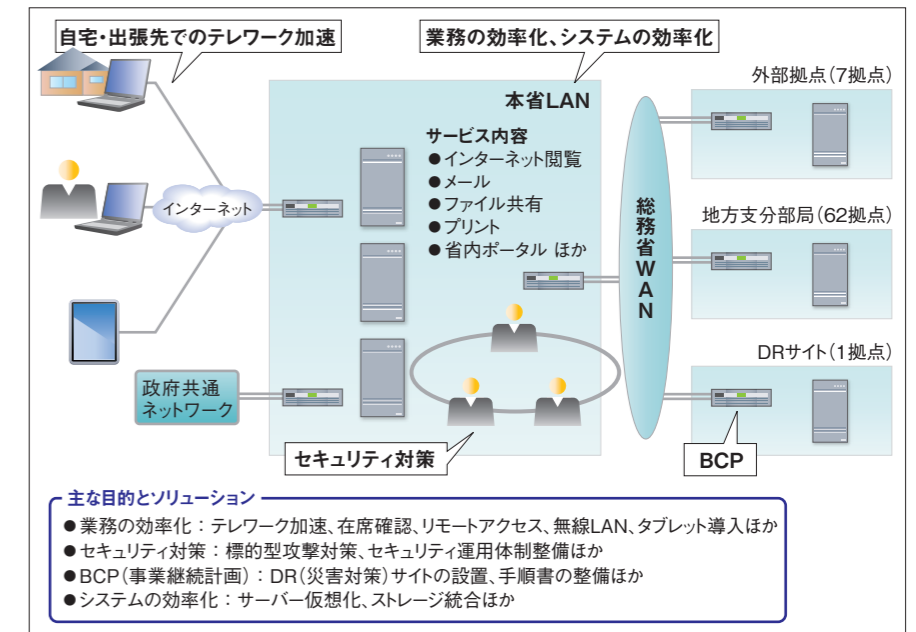 自宅・出張先でのテレワーク加速
業務の効率化、システムの効率化
本省LAN
サービス内容
●インターネット閲覧
●メール
●ファイル共有
●プリント
●省内ポータル ほか
インターネット
政府共通
ネットワーク
セキュリティ対策
総務省WAN
外部拠点(7拠点)
地方支分部局(62拠点)
DRサイト(1拠点)
BCP
主な目的とソリューション
●業務の効率化：テレワーク加速、在席確認、リモートアクセス、無線LAN、タブレット導入ほか
●セキュリティ対策：標的型攻撃対策、セキュリティ運用体制整備ほか
●BCP(事業継続計画)：DR(災害対策)サイトの設置、手順書の整備ほか
●システムの効率化：サーバー仮想化、ストレージ統合ほか